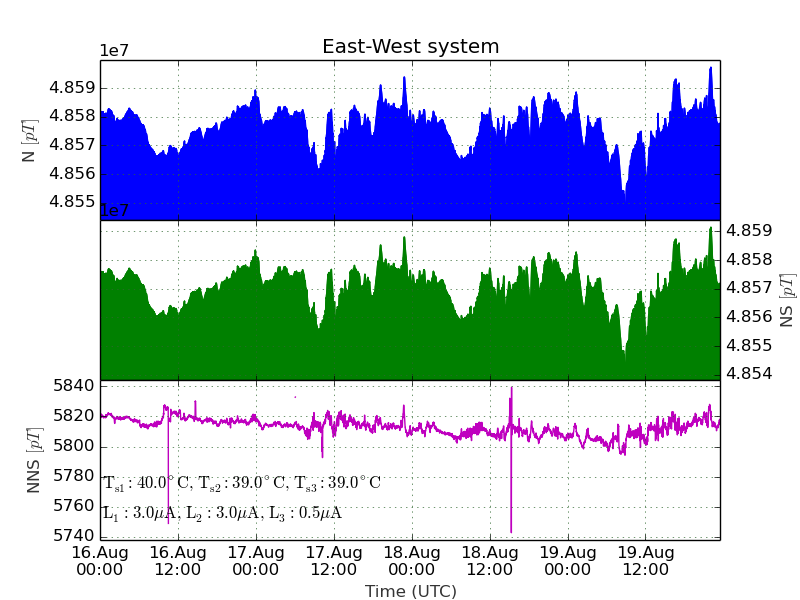 East-West system
1e7
4.859
4.858
4.857
4.856
4.855
N [pT]
1e7
4.859
4.858
4.857
4.856
4.855
4.854
NS [pT]
5840
5820
5800
5780
5760
5740
NNS [pT]
T_s1 : 40.0°C, T_s2 : 39.0°C, T_s3 : 39.0°C
L_1 : 3.0μA, L_2 : 3.0μA, L_3 : 0.5μA
16.Aug 16.Aug 17.Aug 17.Aug 18.Aug 18.Aug 19.Aug 19.Aug
00:00 12:00 00:00 12:00 00:00 12:00 00:00 12:00
Time (UTC)